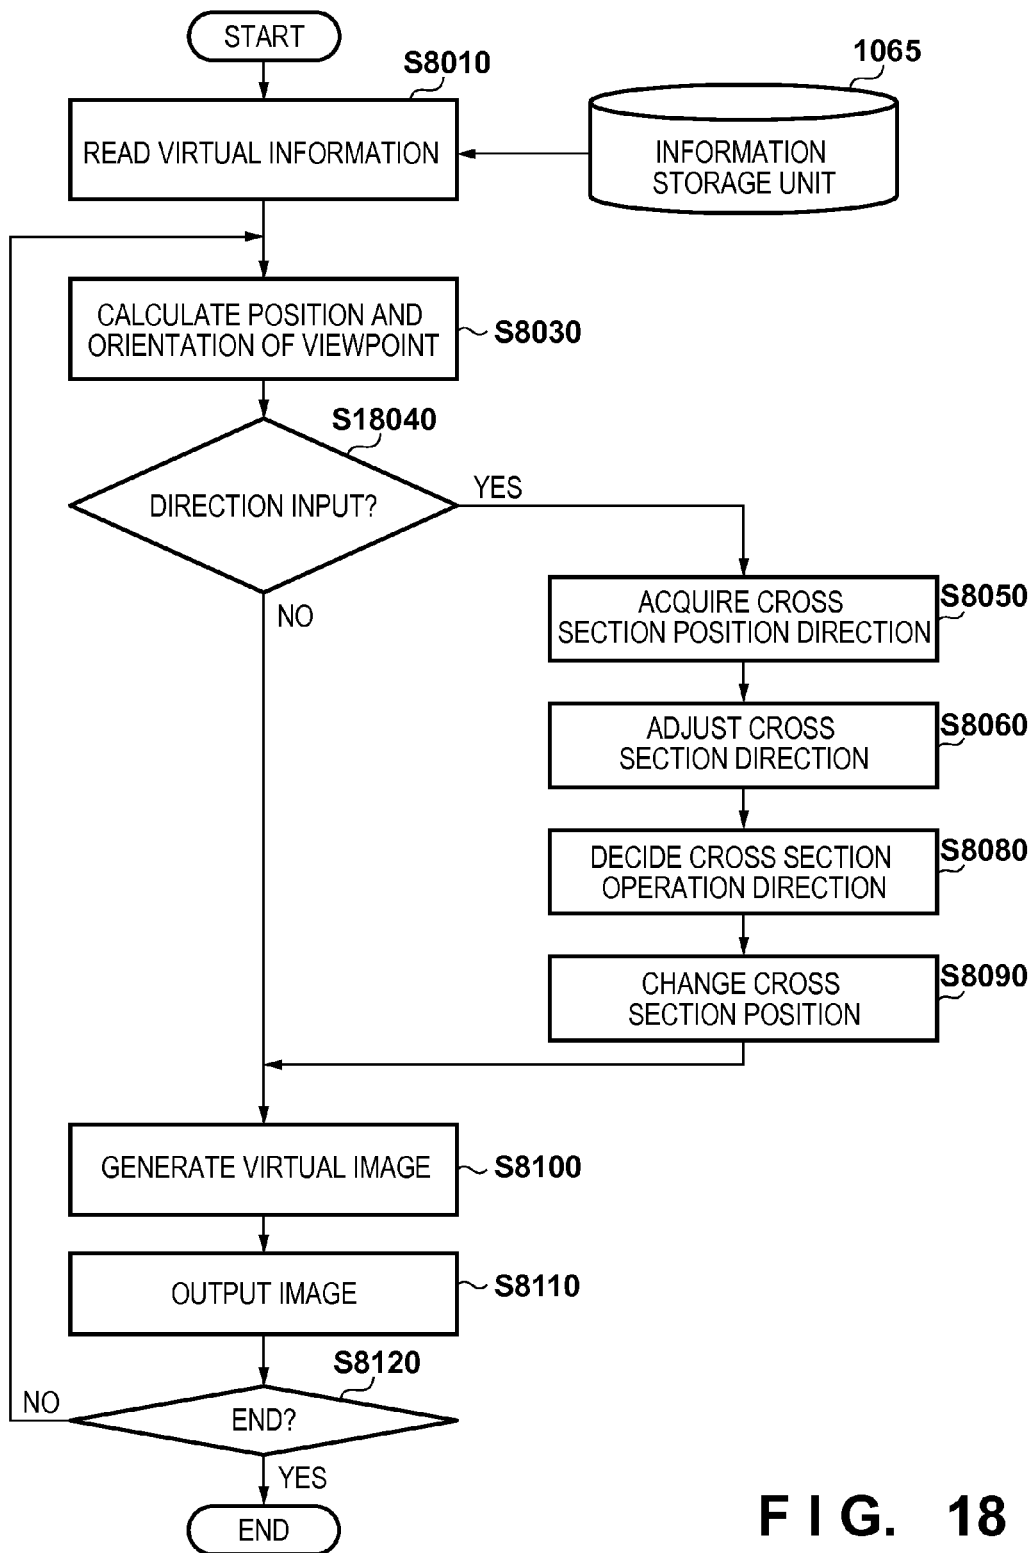 START
S8010
1065
READ VIRTUAL INFORMATION
INFORMATION
STORAGE UNIT
CALCULATE POSITION AND
ORIENTATION OF VIEWPOINT
S8030
S18040
DIRECTION INPUT?
YES
NO
ACQUIRE CROSS
SECTION POSITION DIRECTION
S8050
ADJUST CROSS
SECTION DIRECTION
S8060
DECIDE CROSS SECTION
OPERATION DIRECTION
S8080
CHANGE CROSS
SECTION POSITION
S8090
GENERATE VIRTUAL IMAGE
S8100
OUTPUT IMAGE
S8110
S8120
NO
END?
YES
END
FIG. 18